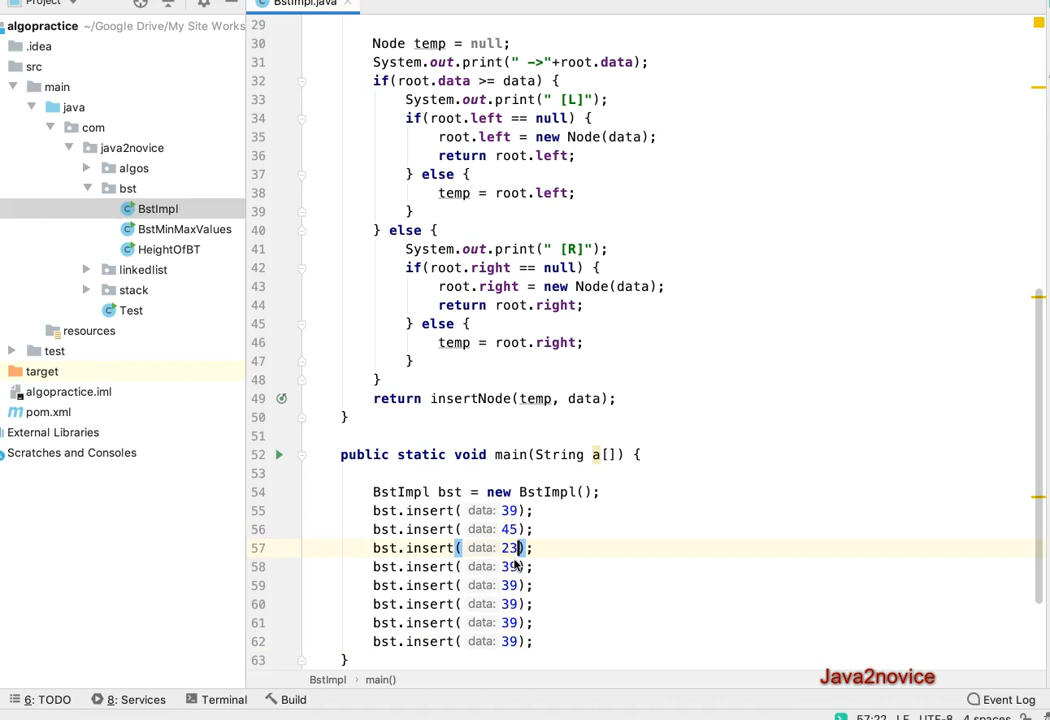 Project
BstImpl.java
algopractice ~/Google Drive/My Site Works
.idea
src
main
java
com
java2novice
algos
bst
BstImpl
BstMinMaxValues
HeightOfBT
linkedlist
stack
Test
resources
test
target
algopractice.iml
pom.xml
External Libraries
Scratches and Consoles
29
30 Node temp = null;
31 System.out.print(" ->"+root.data);
32 if(root.data >= data) {
33 System.out.print(" [L]");
34 if(root.left == null) {
35 root.left = new Node(data);
36 return root.left;
37 } else {
38 temp = root.left;
39 }
40 } else {
41 System.out.print(" [R]");
42 if(root.right == null) {
43 root.right = new Node(data);
44 return root.right;
45 } else {
46 temp = root.right;
47 }
48 }
49 return insertNode(temp, data);
50 }
51
52 public static void main(String a[]) {
53
54 BstImpl bst = new BstImpl();
55 bst.insert( data: 39);
56 bst.insert( data: 45);
57 bst.insert( data: 23);
58 bst.insert( data: 39);
59 bst.insert( data: 39);
60 bst.insert( data: 39);
61 bst.insert( data: 39);
62 bst.insert( data: 39);
63 }
BstImpl › main()
Java2novice
6: TODO 8: Services Terminal Build Event Log
57:22 LF UTF-8 4 spaces